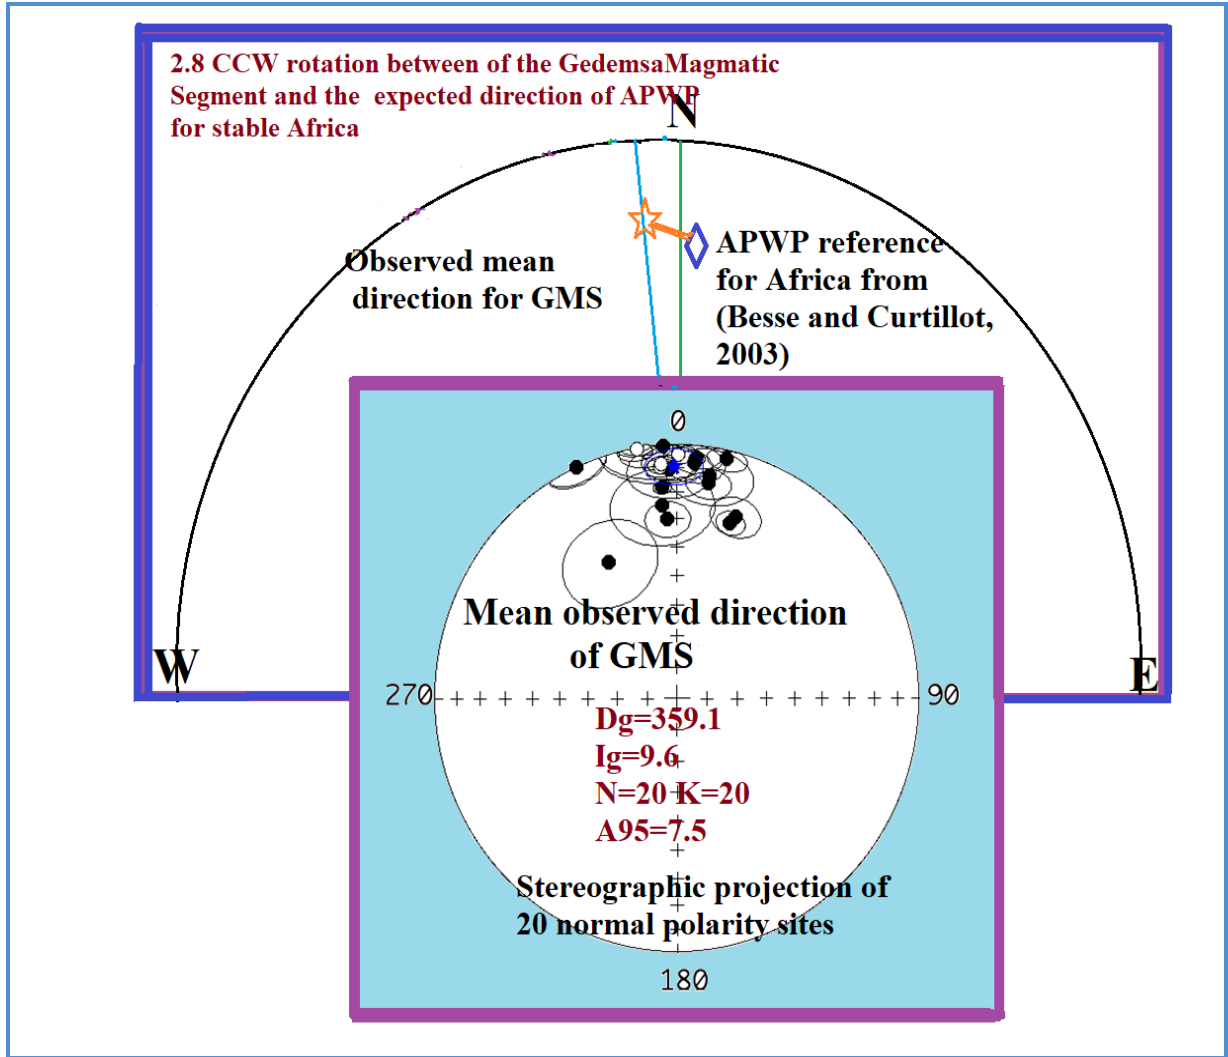 2.8 CCW rotation between of the GedemsaMagmatic
Segment and the expected direction of APWP
for stable Africa
N
Observed mean
direction for GMS
APWP reference
for Africa from
(Besse and Curtillot,
2003)
W
E
0
Mean observed direction
of GMS
270
90
Dg=359.1
Ig=9.6
N=20 K=20
A95=7.5
Stereographic projection of
20 normal polarity sites
180